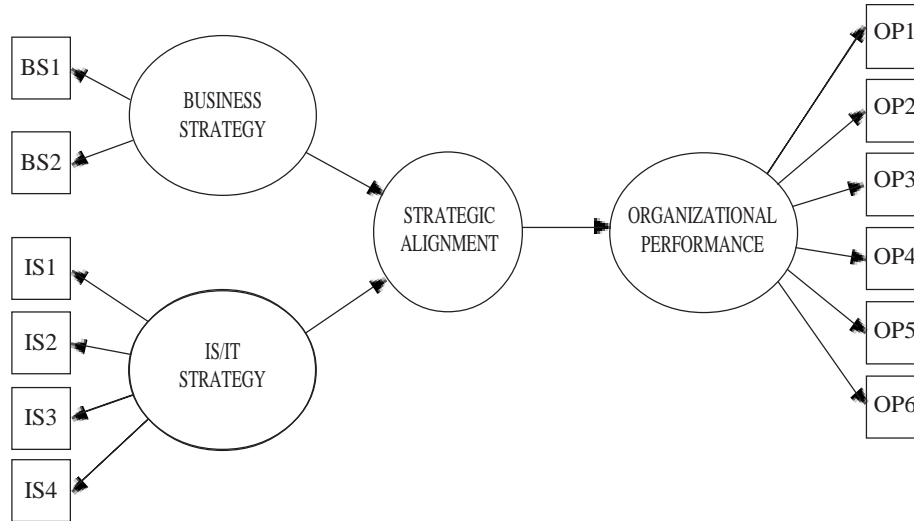 BS1
BS2
BUSINESS
STRATEGY
IS1
IS2
IS3
IS4
IS/IT
STRATEGY
STRATEGIC
ALIGNMENT
ORGANIZATIONAL
PERFORMANCE
OP1
OP2
OP3
OP4
OP5
OP6